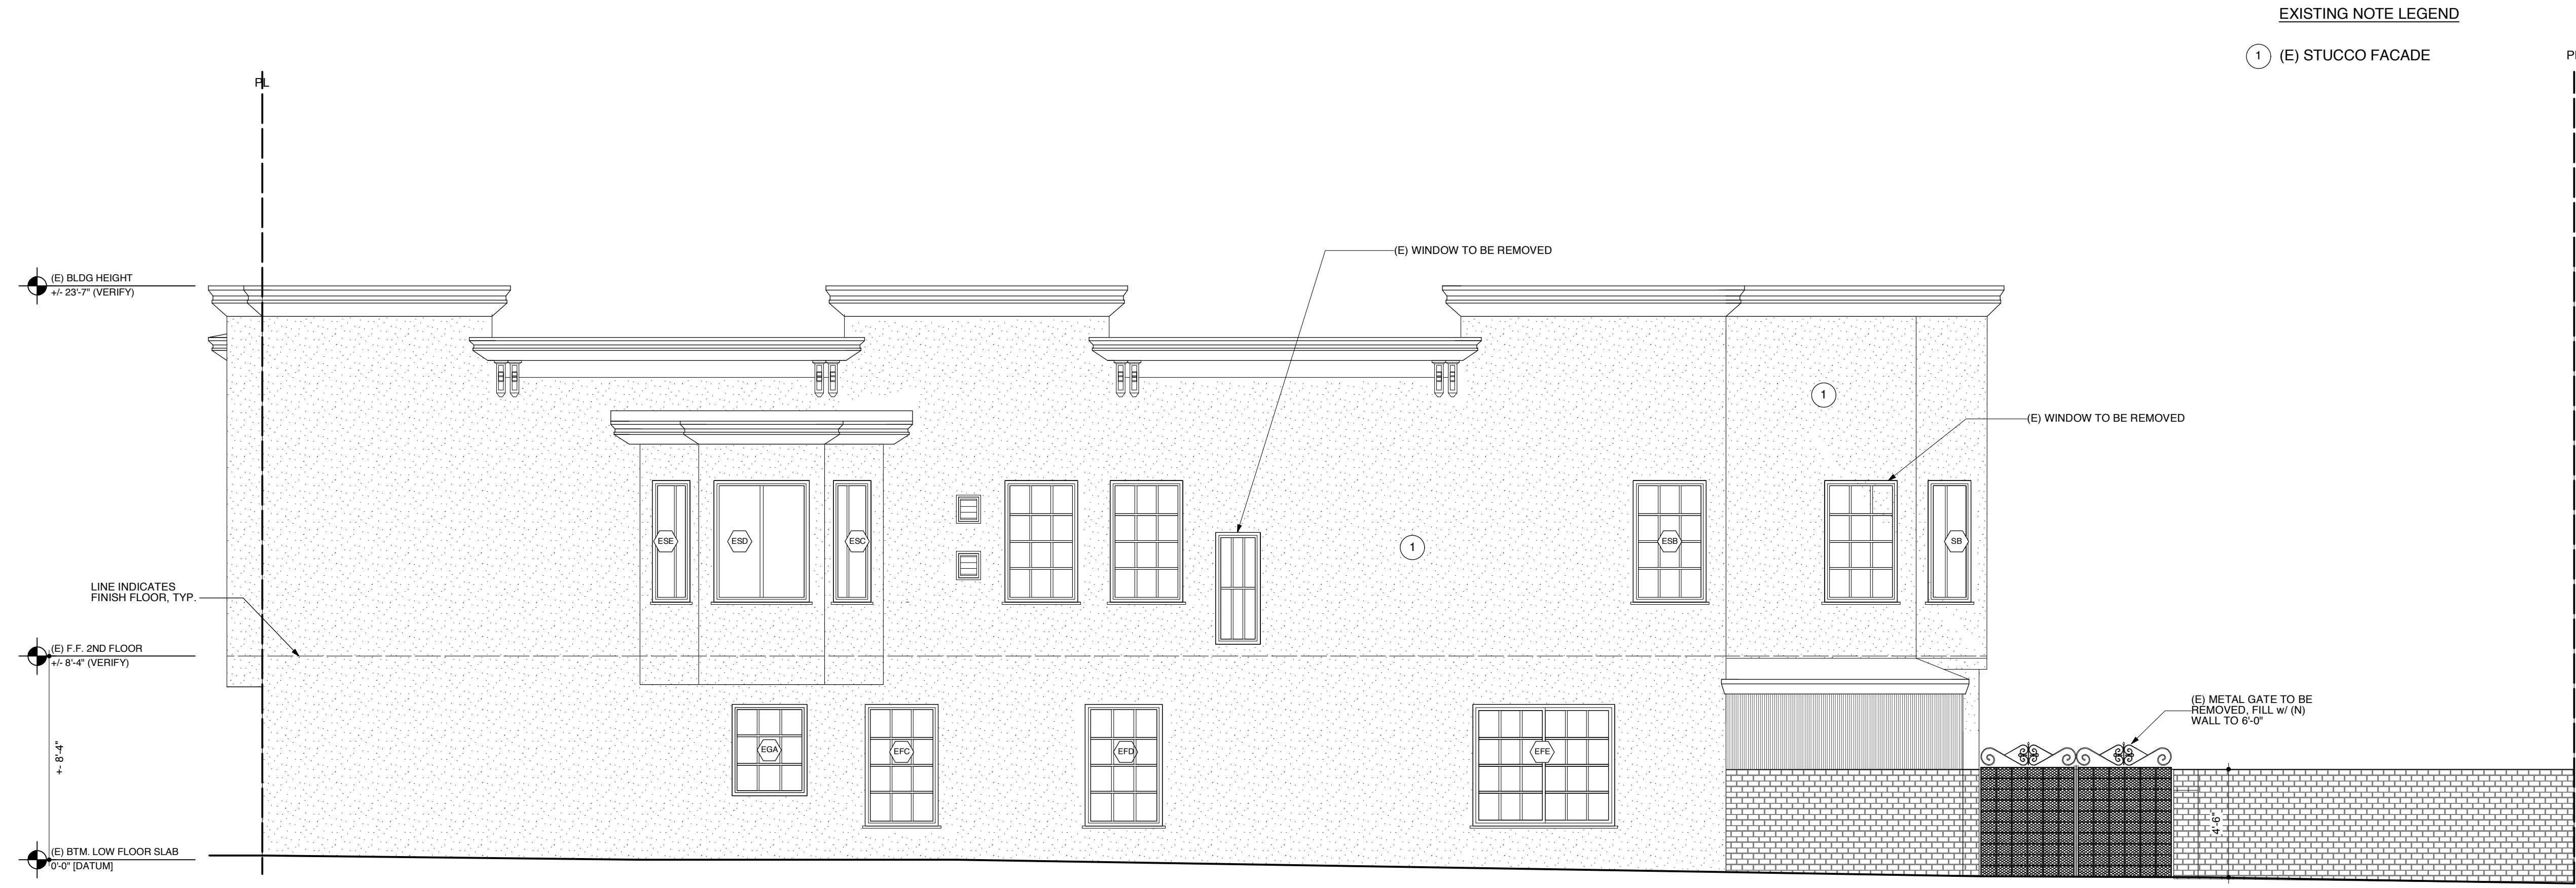 EXISTING NOTE LEGEND
1 (E) STUCCO FACADE
PL
PL
(E) WINDOW TO BE REMOVED
(E) BLDG HEIGHT
+/- 23'-7" (VERIFY)
1
(E) WINDOW TO BE REMOVED
ESE
ESD
ESC
1
ESB
SB
LINE INDICATES
FINISH FLOOR, TYP.
(E) F.F. 2ND FLOOR
+/- 8'-4" (VERIFY)
(E) METAL GATE TO BE
REMOVED, FILL w/ (N)
WALL TO 6'-0"
EGA
EFC
EFD
EFE
+- 8'-4"
4'-6"
(E) BTM. LOW FLOOR SLAB
0'-0" [DATUM]